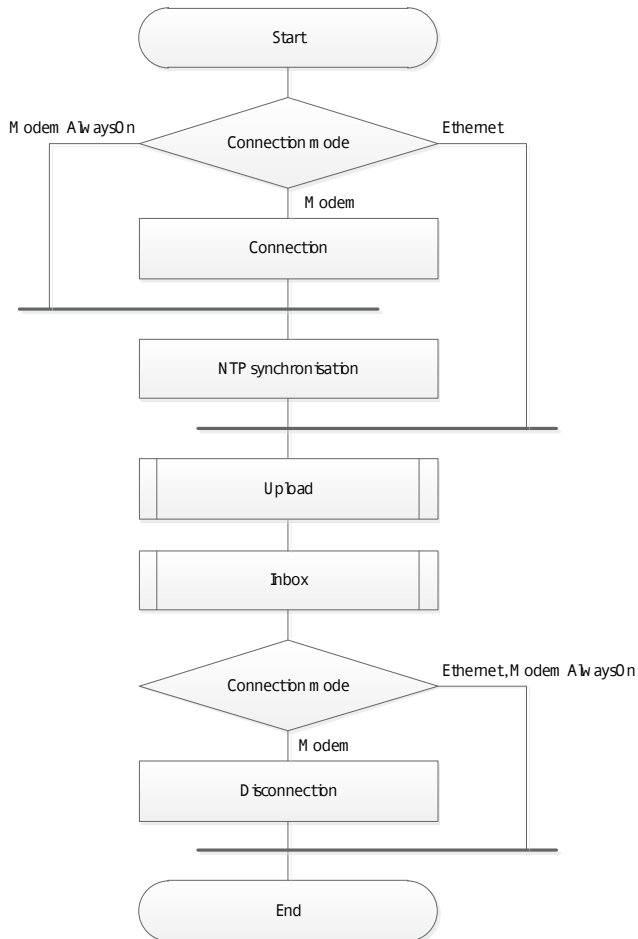 Start
Modem AlwaysOn
Ethernet
Connection mode
Modem
Connection
NTP synchronisation
Upload
Inbox
Ethernet, Modem AlwaysOn
Connection mode
Modem
Disconnection
End